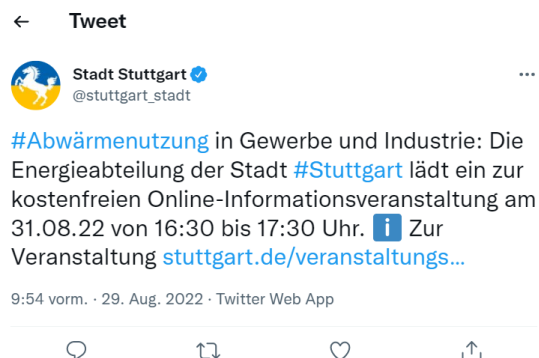 ← Tweet
Stadt Stuttgart
@stuttgart_stadt
#Abwärmenutzung in Gewerbe und Industrie: Die
Energieabteilung der Stadt #Stuttgart lädt ein zur
kostenfreien Online-Informationsveranstaltung am
31.08.22 von 16:30 bis 17:30 Uhr. ℹ️ Zur
Veranstaltung stuttgart.de/veranstaltungs...
9:54 vorm. · 29. Aug. 2022 · Twitter Web App